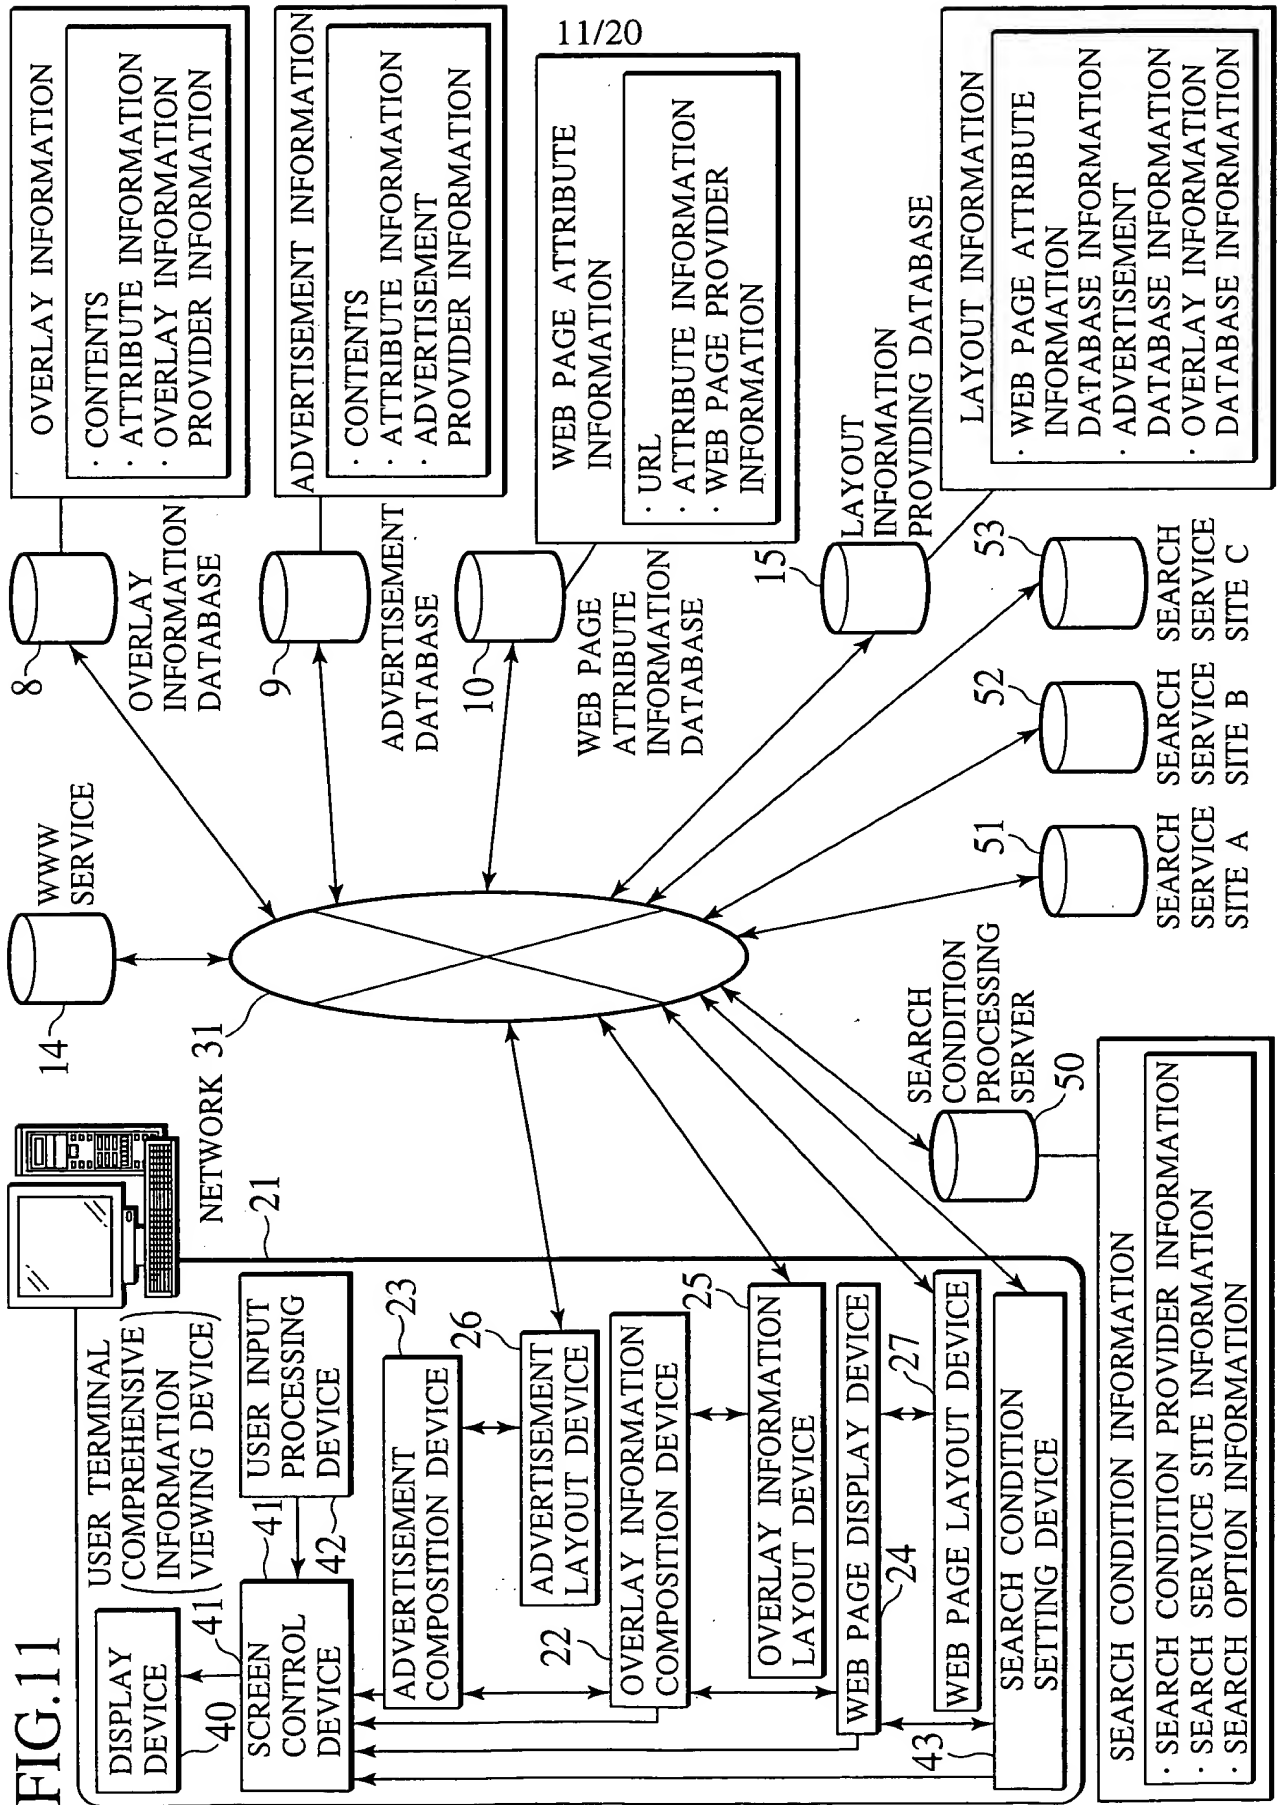 FIG.11
11/20
USER TERMINAL
(COMPREHENSIVE
INFORMATION
VIEWING DEVICE)
21
DISPLAY
DEVICE
40
41
SCREEN
CONTROL
DEVICE
41
USER INPUT
PROCESSING
DEVICE
42
ADVERTISEMENT
COMPOSITION DEVICE
23
ADVERTISEMENT
LAYOUT DEVICE
26
22
OVERLAY INFORMATION
COMPOSITION DEVICE
OVERLAY INFORMATION
LAYOUT DEVICE
25
WEB PAGE DISPLAY DEVICE
24
27
WEB PAGE LAYOUT DEVICE
43
SEARCH CONDITION
SETTING DEVICE
NETWORK 31
14
WWW
SERVICE
8
OVERLAY
INFORMATION
DATABASE
OVERLAY INFORMATION
· CONTENTS
· ATTRIBUTE INFORMATION
· OVERLAY INFORMATION
PROVIDER INFORMATION
9
ADVERTISEMENT
DATABASE
ADVERTISEMENT INFORMATION
· CONTENTS
· ATTRIBUTE INFORMATION
· ADVERTISEMENT
PROVIDER INFORMATION
10
WEB PAGE
ATTRIBUTE
INFORMATION
DATABASE
WEB PAGE ATTRIBUTE
INFORMATION
· URL
· ATTRIBUTE INFORMATION
· WEB PAGE PROVIDER
INFORMATION
15
LAYOUT
INFORMATION
PROVIDING DATABASE
LAYOUT INFORMATION
· WEB PAGE ATTRIBUTE
INFORMATION
DATABASE INFORMATION
· ADVERTISEMENT
DATABASE INFORMATION
· OVERLAY INFORMATION
DATABASE INFORMATION
SEARCH
CONDITION
PROCESSING
SERVER
50
51
SEARCH
SERVICE
SITE A
52
SEARCH
SERVICE
SITE B
53
SEARCH
SERVICE
SITE C
SEARCH CONDITION INFORMATION
· SEARCH CONDITION PROVIDER INFORMATION
· SEARCH SERVICE SITE INFORMATION
· SEARCH OPTION INFORMATION